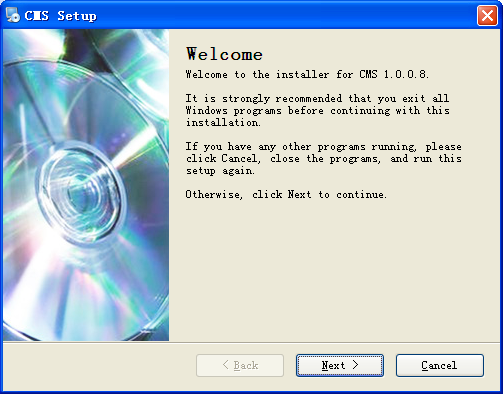 CMS Setup
Welcome
Welcome to the installer for CMS 1.0.0.8.
It is strongly recommended that you exit all
Windows programs before continuing with this
installation.
If you have any other programs running, please
click Cancel, close the programs, and run this
setup again.
Otherwise, click Next to continue.
< Back
Next >
Cancel